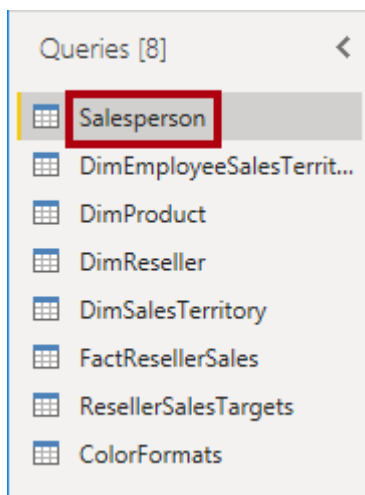 Queries [8]
Salesperson
DimEmployeeSalesTerrit...
DimProduct
DimReseller
DimSalesTerritory
FactResellerSales
ResellerSalesTargets
ColorFormats